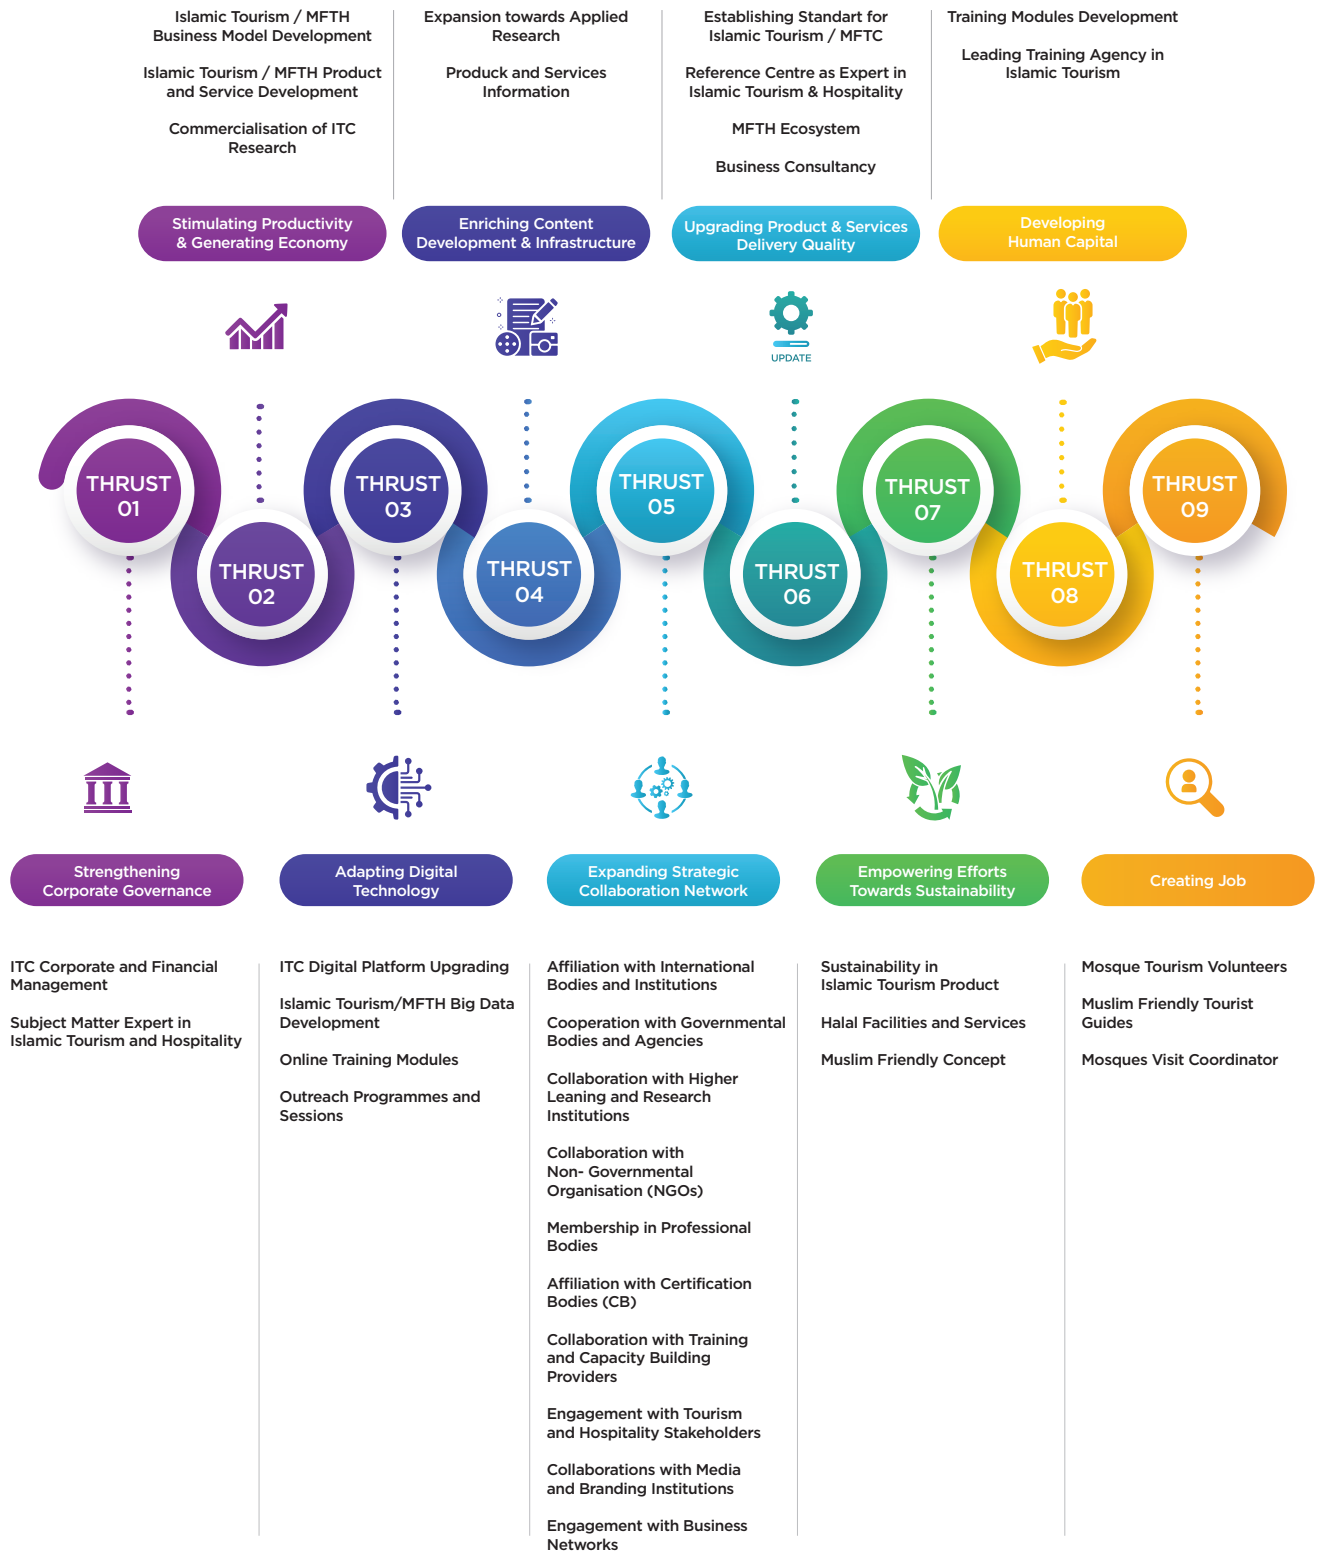 Islamic Tourism / MFTH
Business Model Development
Islamic Tourism / MFTH Product
and Service Development
Commercialisation of ITC
Research
Expansion towards Applied
Research
Produck and Services
Information
Establishing Standart for
Islamic Tourism / MFTC
Reference Centre as Expert in
Islamic Tourism & Hospitality
MFTH Ecosystem
Business Consultancy
Training Modules Development
Leading Training Agency in
Islamic Tourism
Stimulating Productivity
& Generating Economy
Enriching Content
Development & Infrastructure
Upgrading Product & Services
Delivery Quality
Developing
Human Capital
UPDATE
THRUST
01
THRUST
02
THRUST
03
THRUST
04
THRUST
05
THRUST
06
THRUST
07
THRUST
08
THRUST
09
Strengthening
Corporate Governance
Adapting Digital
Technology
Expanding Strategic
Collaboration Network
Empowering Efforts
Towards Sustainability
Creating Job
ITC Corporate and Financial
Management
Subject Matter Expert in
Islamic Tourism and Hospitality
ITC Digital Platform Upgrading
Islamic Tourism/MFTH Big Data
Development
Online Training Modules
Outreach Programmes and
Sessions
Affiliation with International
Bodies and Institutions
Cooperation with Governmental
Bodies and Agencies
Collaboration with Higher
Leaning and Research
Institutions
Collaboration with
Non- Governmental
Organisation (NGOs)
Membership in Professional
Bodies
Affiliation with Certification
Bodies (CB)
Collaboration with Training
and Capacity Building
Providers
Engagement with Tourism
and Hospitality Stakeholders
Collaborations with Media
and Branding Institutions
Engagement with Business
Networks
Sustainability in
Islamic Tourism Product
Halal Facilities and Services
Muslim Friendly Concept
Mosque Tourism Volunteers
Muslim Friendly Tourist
Guides
Mosques Visit Coordinator